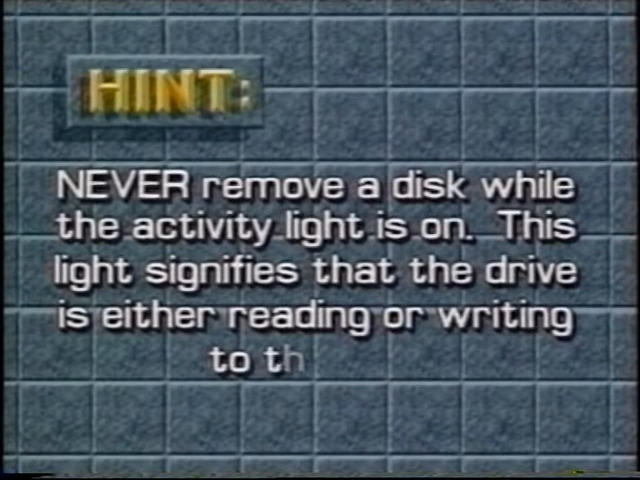 HINT:
NEVER remove a disk while
the activity light is on. This
light signifies that the drive
is either reading or writing
to th